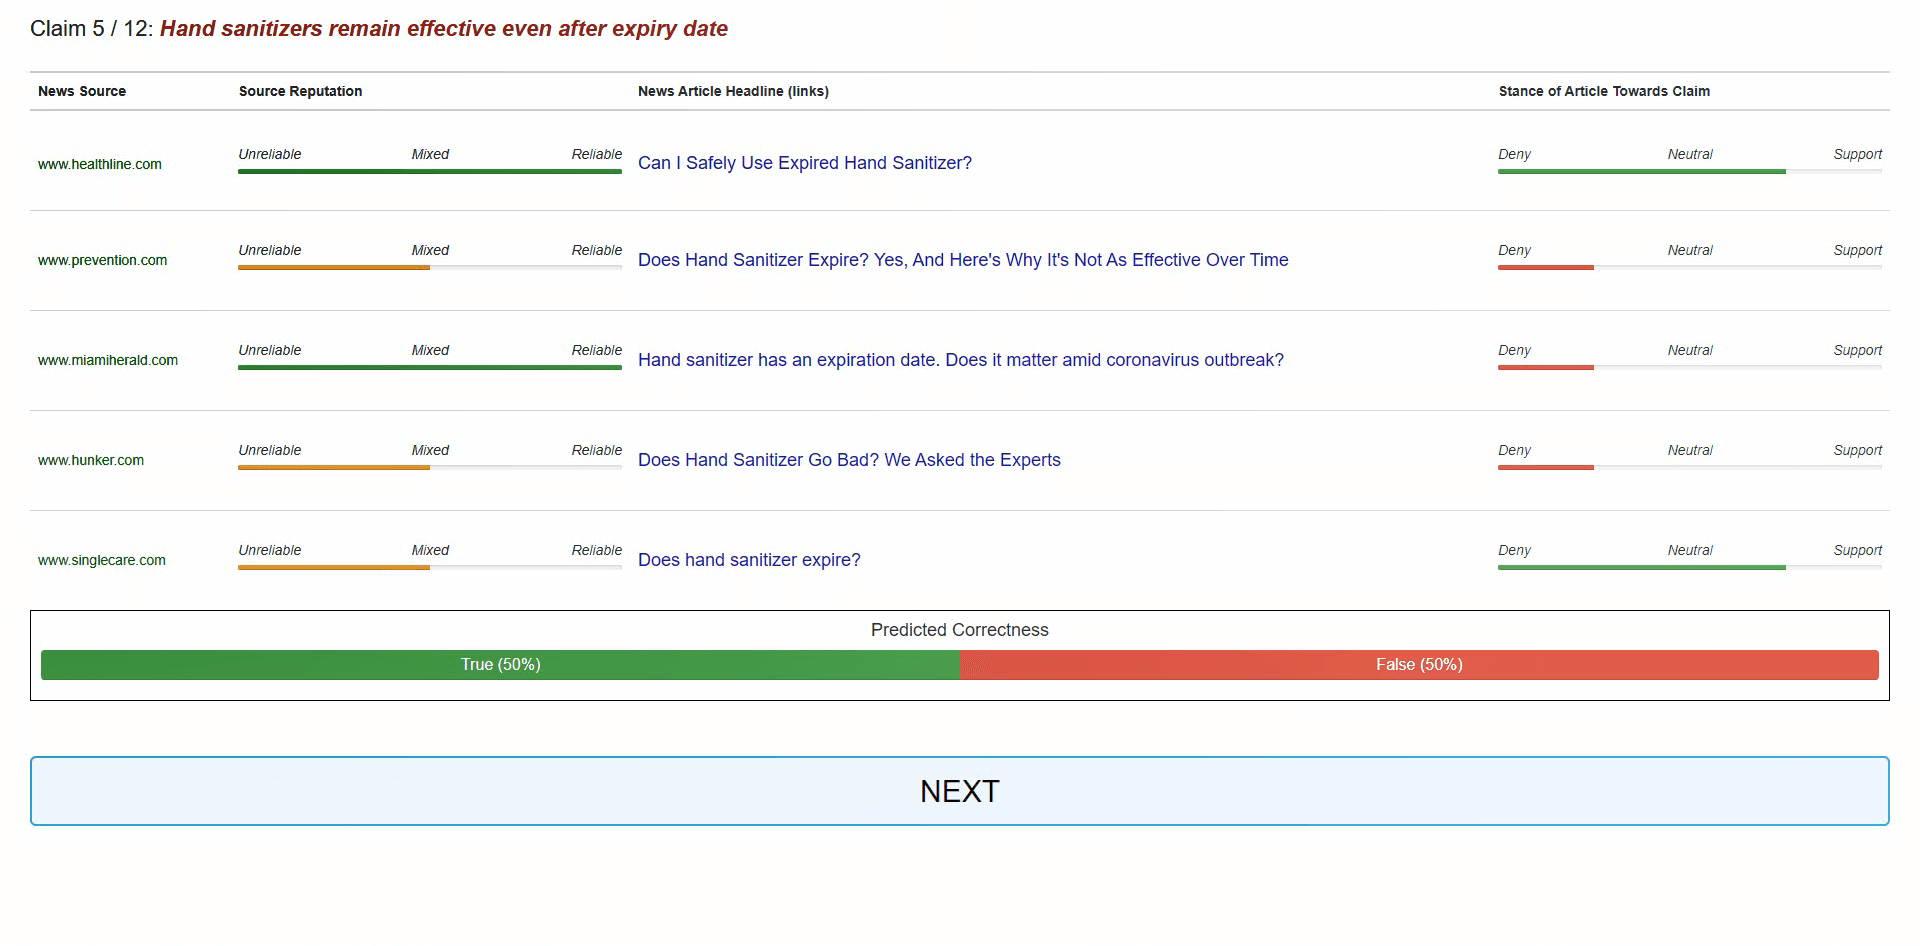 Claim 5 / 12: Hand sanitizers remain effective even after expiry date
News Source Source Reputation News Article Headline (links) Stance of Article Towards Claim
Unreliable Mixed Reliable Deny Neutral Support
www.healthline.com Can I Safely Use Expired Hand Sanitizer?
Unreliable Mixed Reliable Deny Neutral Support
www.prevention.com Does Hand Sanitizer Expire? Yes, And Here's Why It's Not As Effective Over Time
Unreliable Mixed Reliable Deny Neutral Support
www.miamiherald.com Hand sanitizer has an expiration date. Does it matter amid coronavirus outbreak?
Unreliable Mixed Reliable Deny Neutral Support
www.hunker.com Does Hand Sanitizer Go Bad? We Asked the Experts
Unreliable Mixed Reliable Deny Neutral Support
www.singlecare.com Does hand sanitizer expire?
Predicted Correctness
True (50%) False (50%)
NEXT